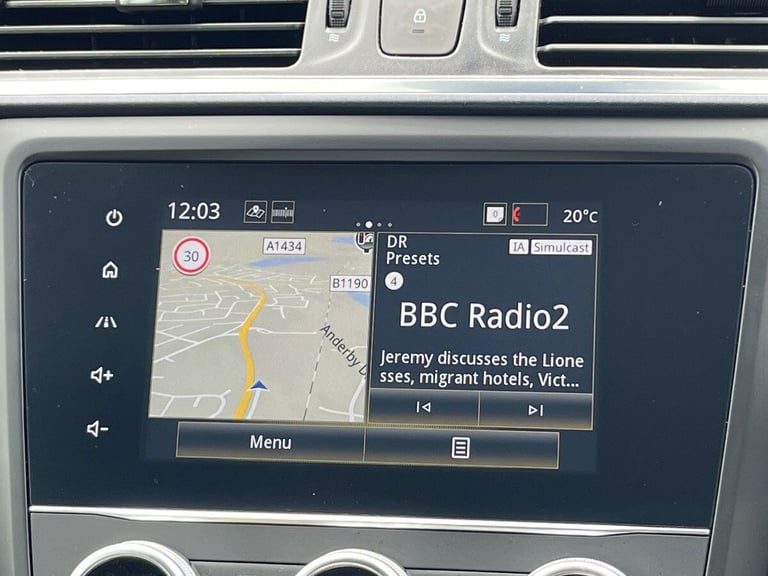 12:03
0
20°C
30
A1434
B1190
Anderby D
DR
Presets
IA Simulcast
4
BBC Radio2
Jeremy discusses the Lione
sses, migrant hotels, Vict...
Menu